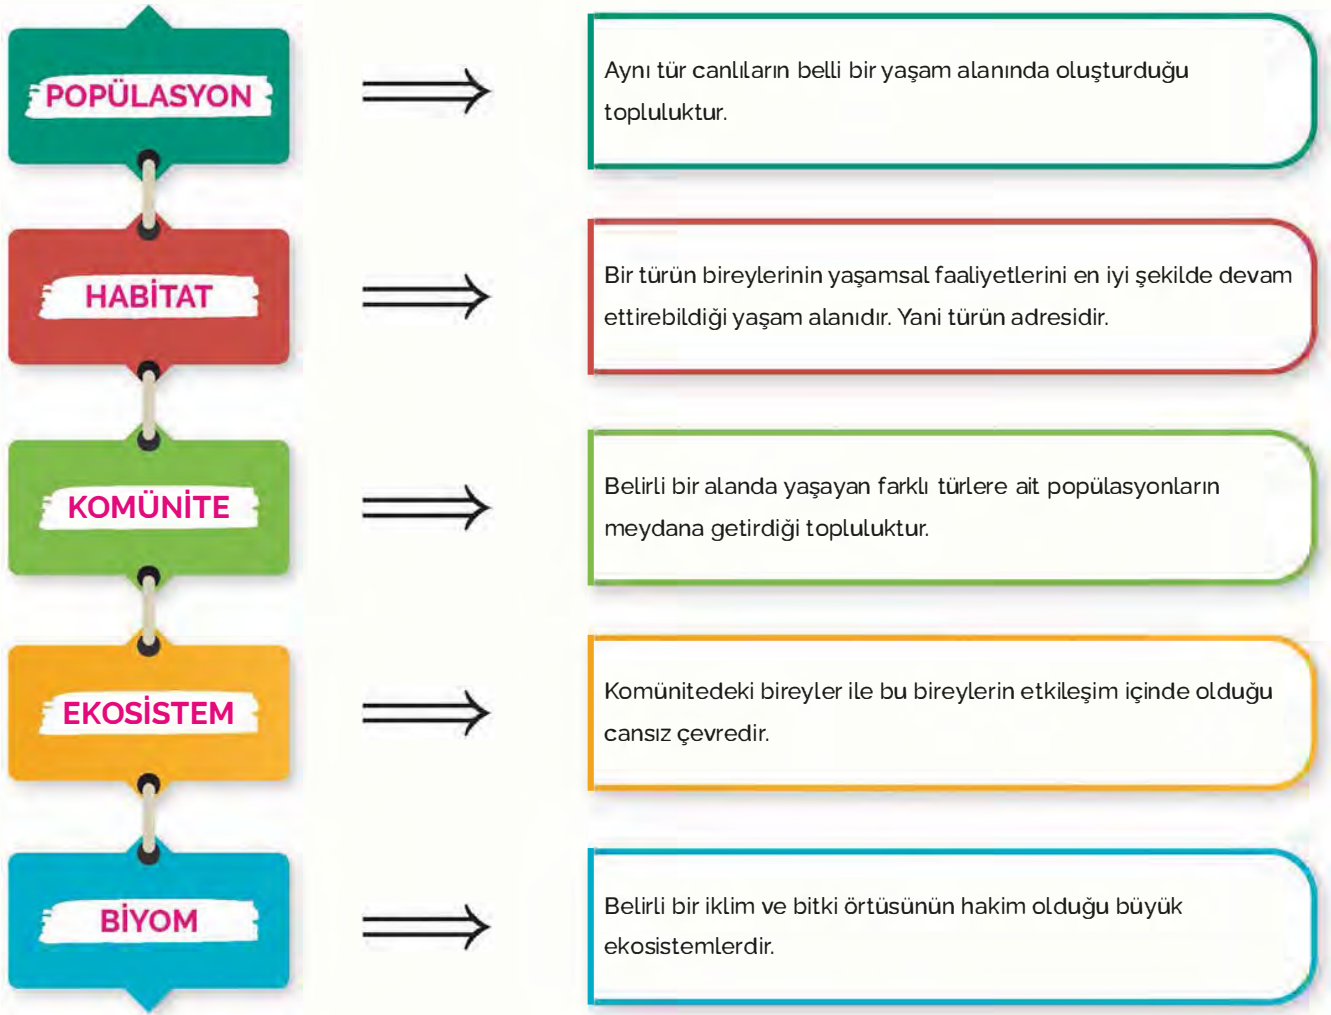 POPÜLASYON
Aynı tür canlıların belli bir yaşam alanında oluşturduğu
topluluktur.
HABİTAT
Bir türün bireylerinin yaşamsal faaliyetlerini en iyi şekilde devam
ettirebildiği yaşam alanıdır. Yani türün adresidir.
KOMÜNİTE
Belirli bir alanda yaşayan farklı türlere ait popülasyonların
meydana getirdiği topluluktur.
EKOSİSTEM
Komünitedeki bireyler ile bu bireylerin etkileşim içinde olduğu
cansız çevredir.
BİYOM
Belirli bir iklim ve bitki örtüsünün hakim olduğu büyük
ekosistemlerdir.